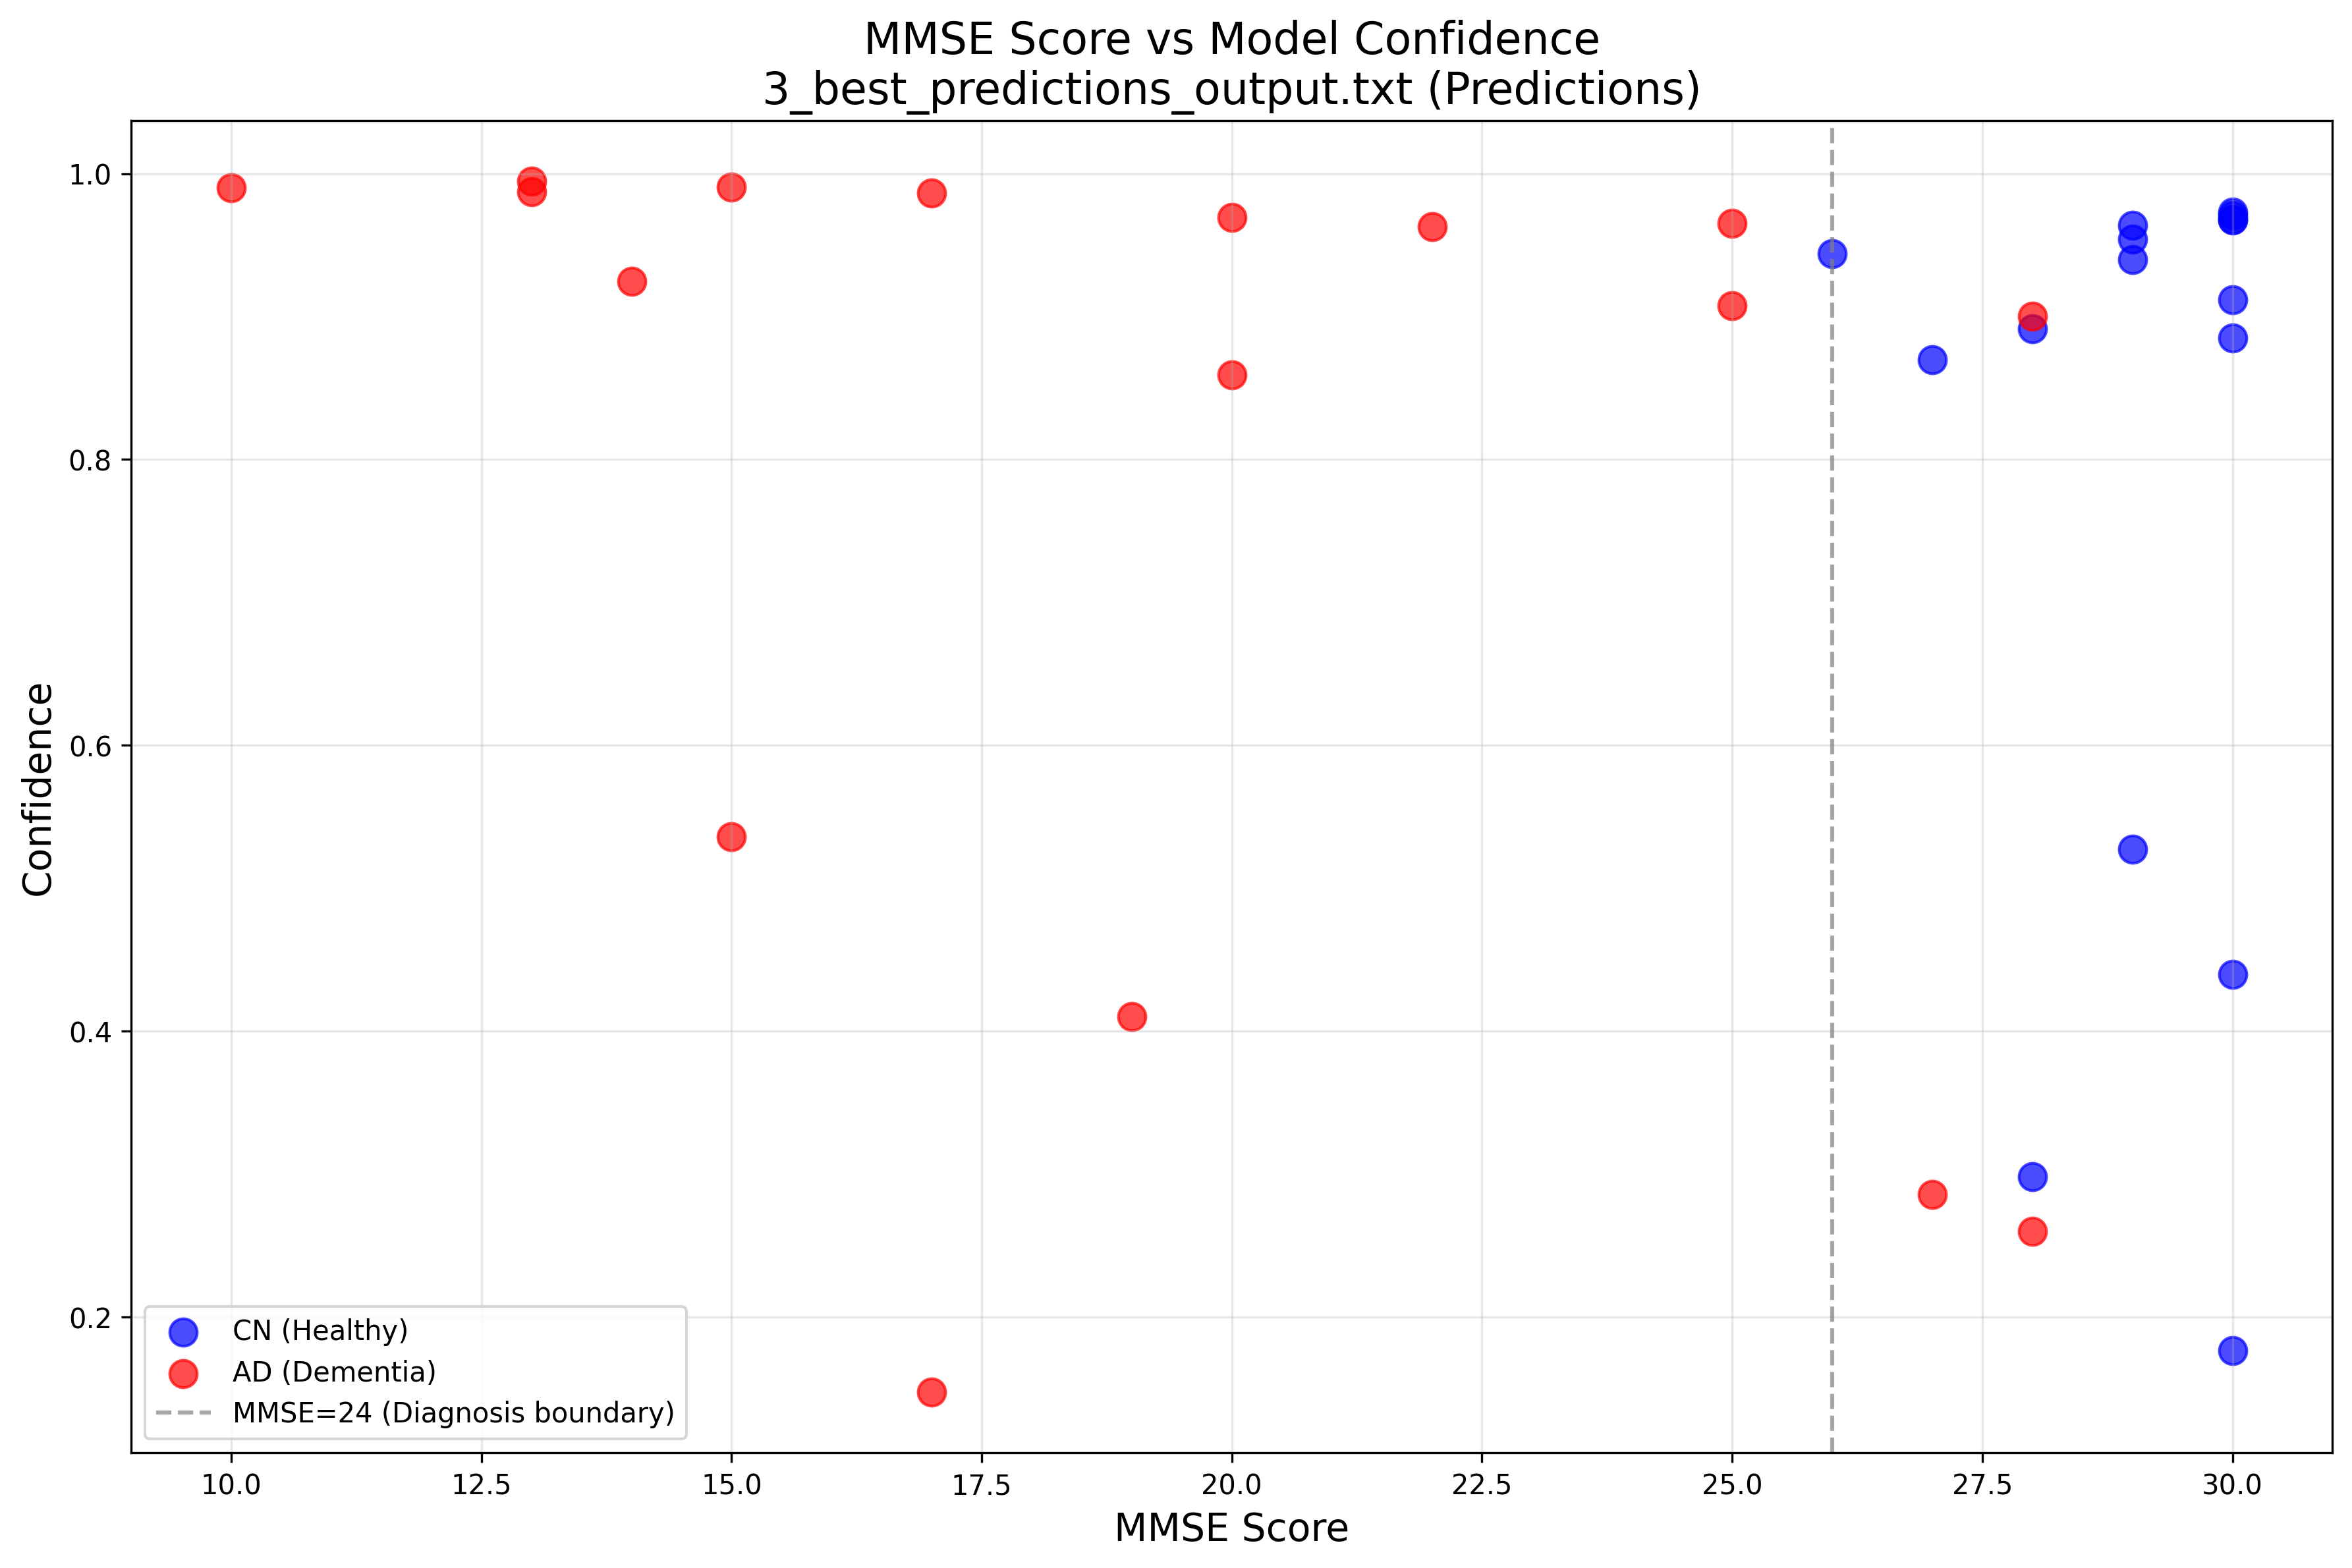 MMSE Score vs Model Confidence
3_best_predictions_output.txt (Predictions)
Confidence
1.0
0.8
0.6
0.4
0.2
CN (Healthy)
AD (Dementia)
MMSE=24 (Diagnosis boundary)
10.0 12.5 15.0 17.5 20.0 22.5 25.0 27.5 30.0
MMSE Score